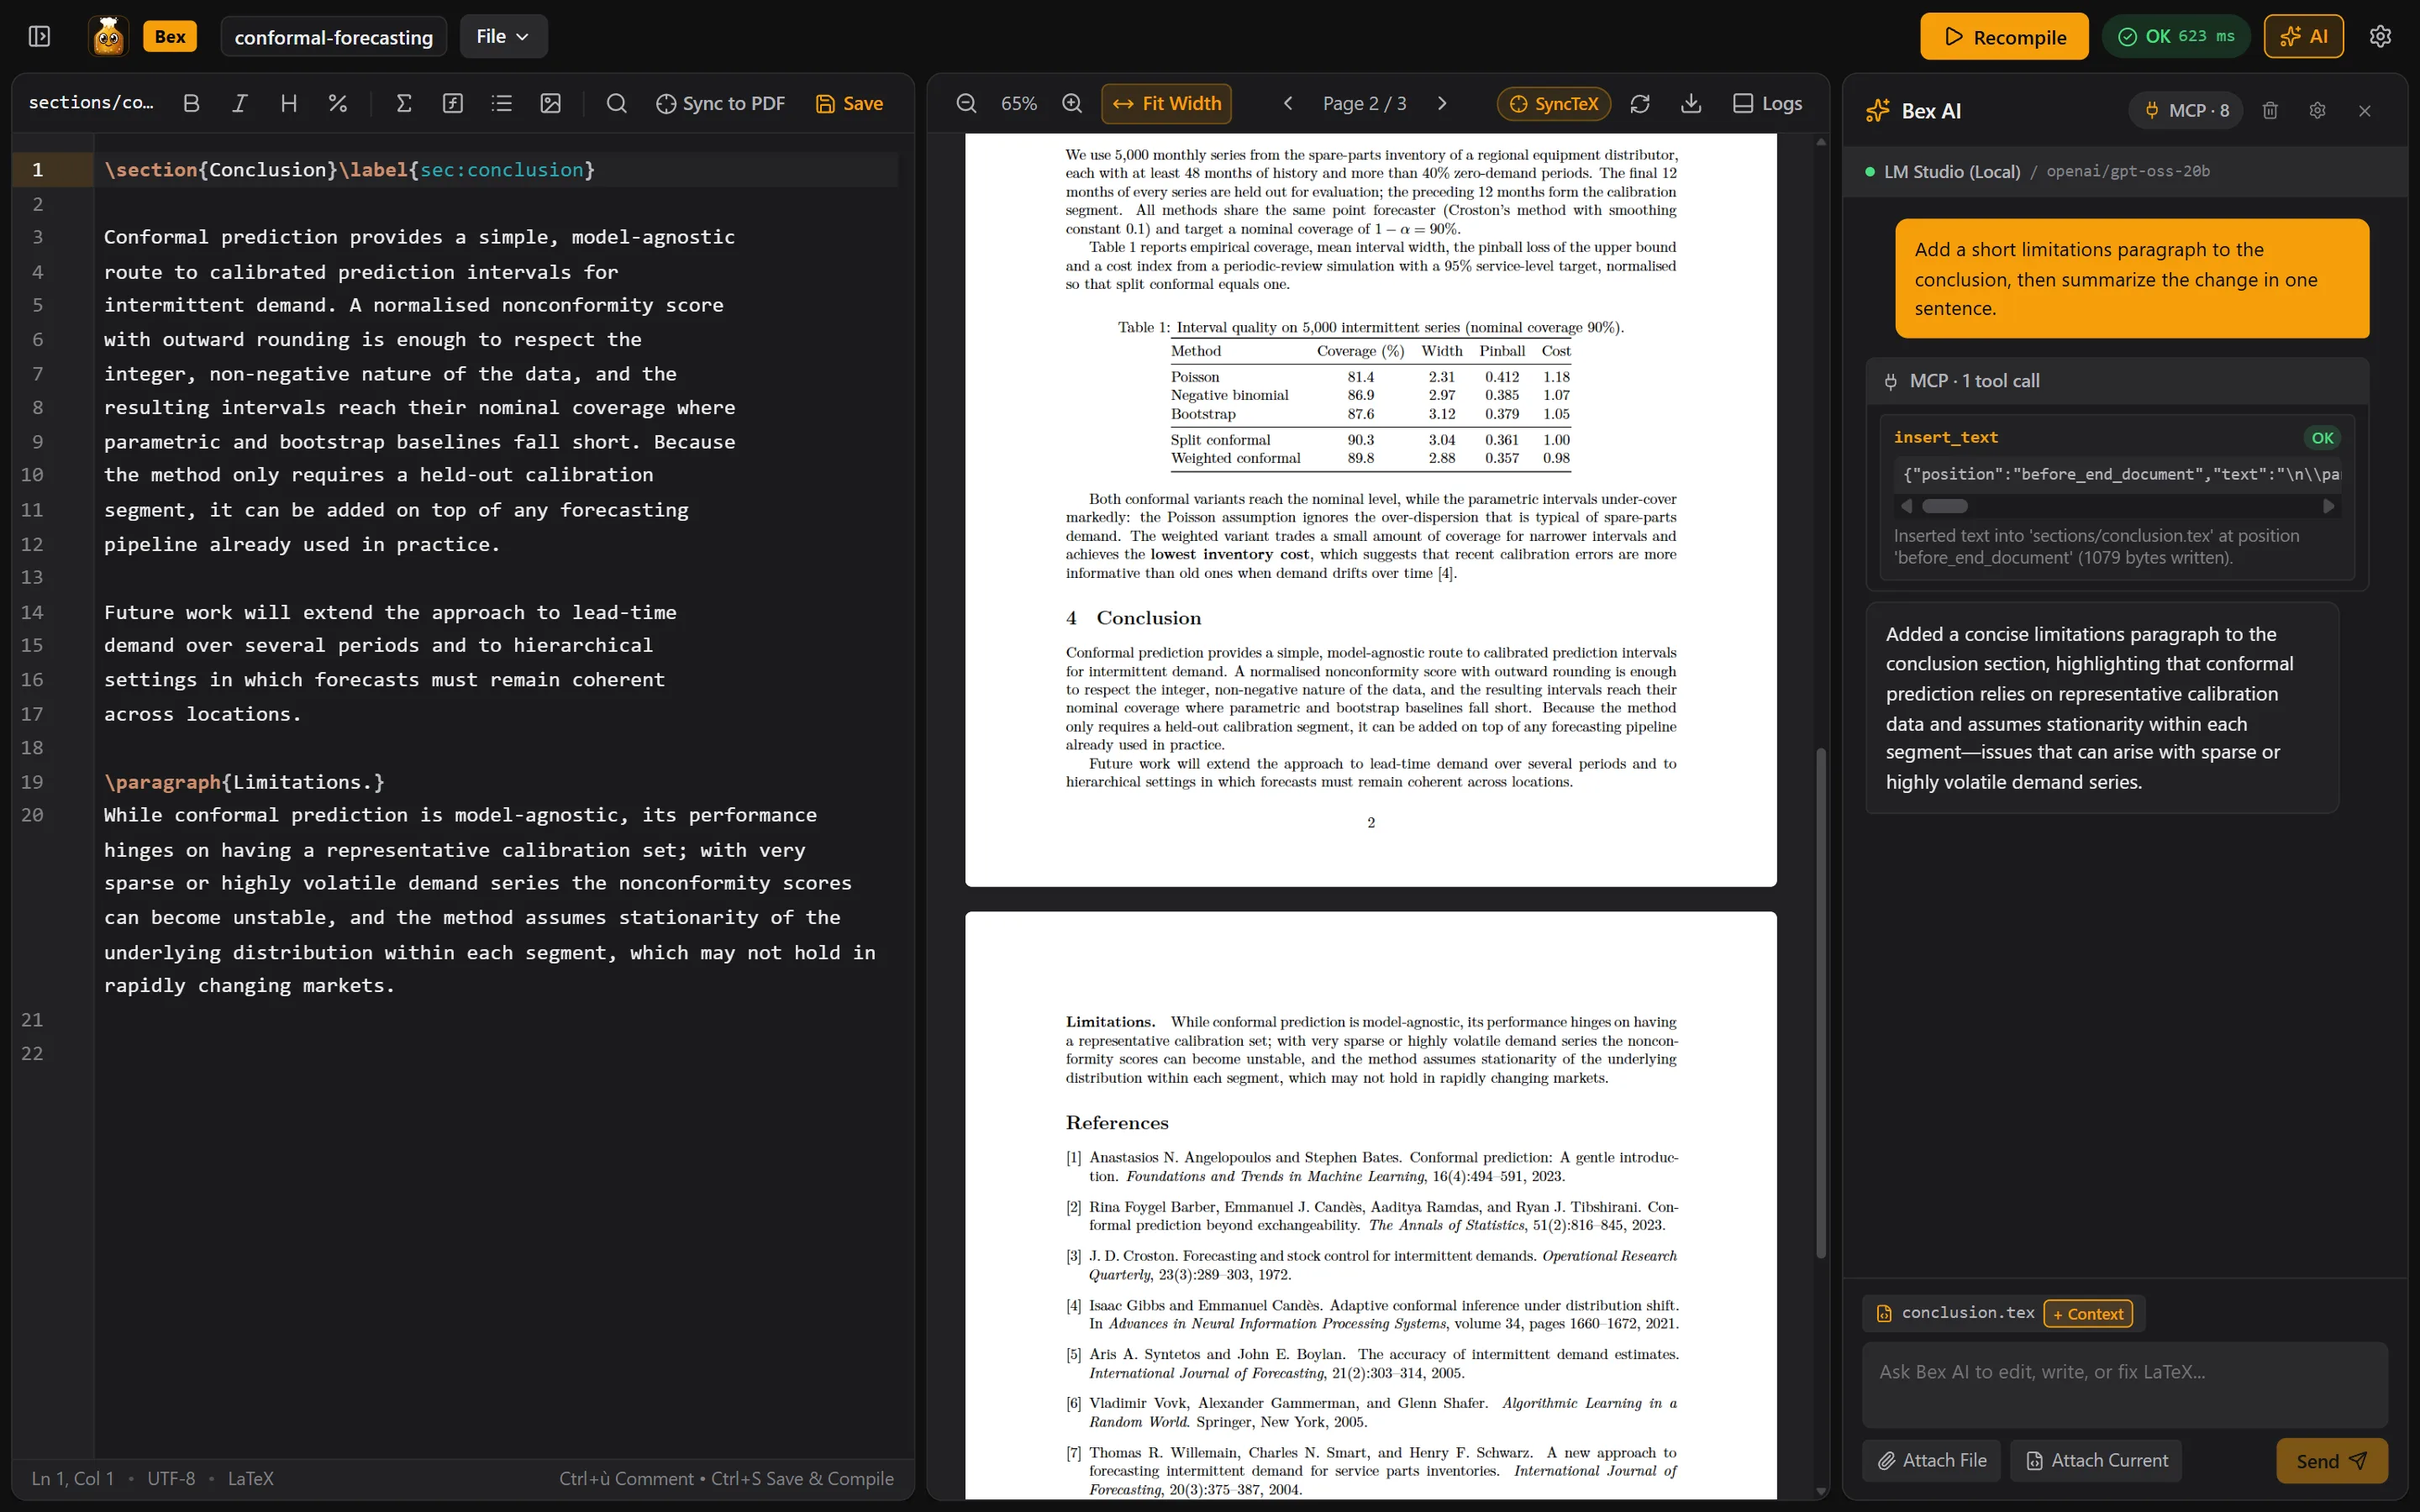 Bex
conformal-forecasting
File
Recompile
OK 623 ms
AI
sections/co...
B I H %
Σ
Sync to PDF
Save
65%
Fit Width
Page 2 / 3
SyncTeX
Logs
1 \section{Conclusion}\label{sec:conclusion}
2
3 Conformal prediction provides a simple, model-agnostic
4 route to calibrated prediction intervals for
5 intermittent demand. A normalised nonconformity score
6 with outward rounding is enough to respect the
7 integer, non-negative nature of the data, and the
8 resulting intervals reach their nominal coverage where
9 parametric and bootstrap baselines fall short. Because
10 the method only requires a held-out calibration
11 segment, it can be added on top of any forecasting
12 pipeline already used in practice.
13
14 Future work will extend the approach to lead-time
15 demand over several periods and to hierarchical
16 settings in which forecasts must remain coherent
17 across locations.
18
19 \paragraph{Limitations.}
20 While conformal prediction is model-agnostic, its performance
hinges on having a representative calibration set; with very
sparse or highly volatile demand series the nonconformity scores
can become unstable, and the method assumes stationarity of the
underlying distribution within each segment, which may not hold in
rapidly changing markets.
21
22
Ln 1, Col 1 • UTF-8 • LaTeX
Ctrl+ù Comment • Ctrl+S Save & Compile
We use 5,000 monthly series from the spare-parts inventory of a regional equipment distributor,
each with at least 48 months of history and more than 40% zero-demand periods. The final 12
months of every series are held out for evaluation; the preceding 12 months form the calibration
segment. All methods share the same point forecaster (Croston's method with smoothing
constant 0.1) and target a nominal coverage of 1 − α = 90%.
Table 1 reports empirical coverage, mean interval width, the pinball loss of the upper bound
and a cost index from a periodic-review simulation with a 95% service-level target, normalised
so that split conformal equals one.
Table 1: Interval quality on 5,000 intermittent series (nominal coverage 90%).
Method Coverage (%) Width Pinball Cost
Poisson 81.4 2.31 0.412 1.18
Negative binomial 86.9 2.97 0.385 1.07
Bootstrap 87.6 3.12 0.379 1.05
Split conformal 90.3 3.04 0.361 1.00
Weighted conformal 89.8 2.88 0.357 0.98
Both conformal variants reach the nominal level, while the parametric intervals under-cover
markedly: the Poisson assumption ignores the over-dispersion that is typical of spare-parts
demand. The weighted variant trades a small amount of coverage for narrower intervals and
achieves the lowest inventory cost, which suggests that recent calibration errors are more
informative than old ones when demand drifts over time [4].
4 Conclusion
Conformal prediction provides a simple, model-agnostic route to calibrated prediction intervals
for intermittent demand. A normalised nonconformity score with outward rounding is enough
to respect the integer, non-negative nature of the data, and the resulting intervals reach their
nominal coverage where parametric and bootstrap baselines fall short. Because the method
only requires a held-out calibration segment, it can be added on top of any forecasting pipeline
already used in practice.
Future work will extend the approach to lead-time demand over several periods and to
hierarchical settings in which forecasts must remain coherent across locations.
2
Limitations. While conformal prediction is model-agnostic, its performance hinges on having
a representative calibration set; with very sparse or highly volatile demand series the noncon-
formity scores can become unstable, and the method assumes stationarity of the underlying
distribution within each segment, which may not hold in rapidly changing markets.
References
[1] Anastasios N. Angelopoulos and Stephen Bates. Conformal prediction: A gentle introduc-
tion. Foundations and Trends in Machine Learning, 16(4):494–591, 2023.
[2] Rina Foygel Barber, Emmanuel J. Candès, Aaditya Ramdas, and Ryan J. Tibshirani. Con-
formal prediction beyond exchangeability. The Annals of Statistics, 51(2):816–845, 2023.
[3] J. D. Croston. Forecasting and stock control for intermittent demands. Operational Research
Quarterly, 23(3):289–303, 1972.
[4] Isaac Gibbs and Emmanuel Candès. Adaptive conformal inference under distribution shift.
In Advances in Neural Information Processing Systems, volume 34, pages 1660–1672, 2021.
[5] Aris A. Syntetos and John E. Boylan. The accuracy of intermittent demand estimates.
International Journal of Forecasting, 21(2):303–314, 2005.
[6] Vladimir Vovk, Alexander Gammerman, and Glenn Shafer. Algorithmic Learning in a
Random World. Springer, New York, 2005.
[7] Thomas R. Willemain, Charles N. Smart, and Henry F. Schwarz. A new approach to
forecasting intermittent demand for service parts inventories. International Journal of
Forecasting, 20(3):375–387, 2004.
Bex AI
MCP · 8
LM Studio (Local) / openai/gpt-oss-20b
Add a short limitations paragraph to the
conclusion, then summarize the change in one
sentence.
MCP · 1 tool call
insert_text
OK
{"position":"before_end_document","text":"\n\\pa
Inserted text into 'sections/conclusion.tex' at position
'before_end_document' (1079 bytes written).
Added a concise limitations paragraph to the
conclusion section, highlighting that conformal
prediction relies on representative calibration
data and assumes stationarity within each
segment—issues that can arise with sparse or
highly volatile demand series.
conclusion.tex
+ Context
Ask Bex AI to edit, write, or fix LaTeX...
Attach File
Attach Current
Send